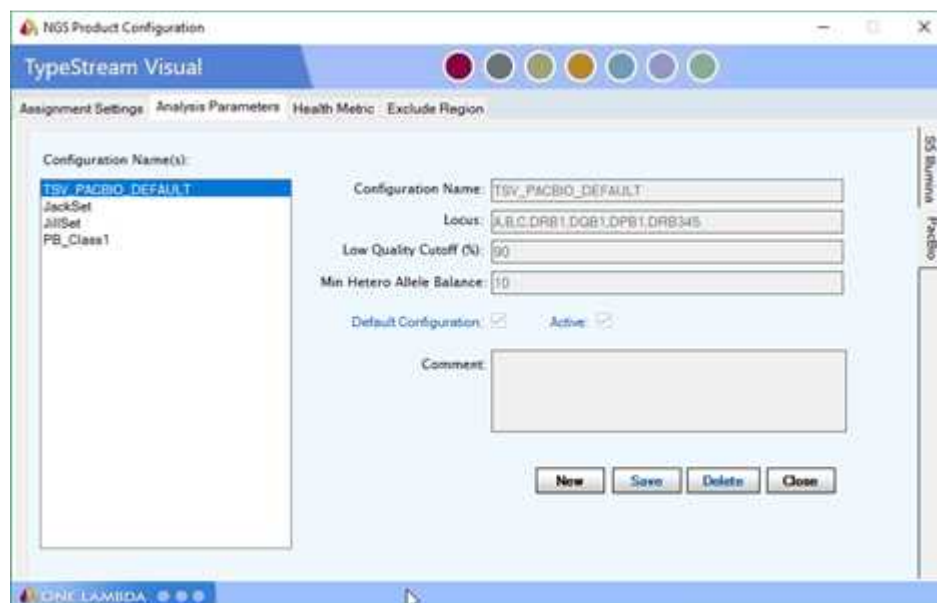 NGS Product Configuration
TypeStream Visual
Assignment Settings Analysis Parameters Health Metric Exclude Region
Configuration Name(s):
TSV_PACBIO_DEFAULT
JackSet
JillSet
PB_Class1
Configuration Name: TSV_PACBIO_DEFAULT
Locus: A,B,C,DRB1,DQB1,DPB1,DRB345
Low Quality Cutoff (%): 90
Min Hetero Allele Balance: 10
Default Configuration: Active:
Comment:
New Save Delete Close
S5 Illumina
PacBio
ONE LAMBDA